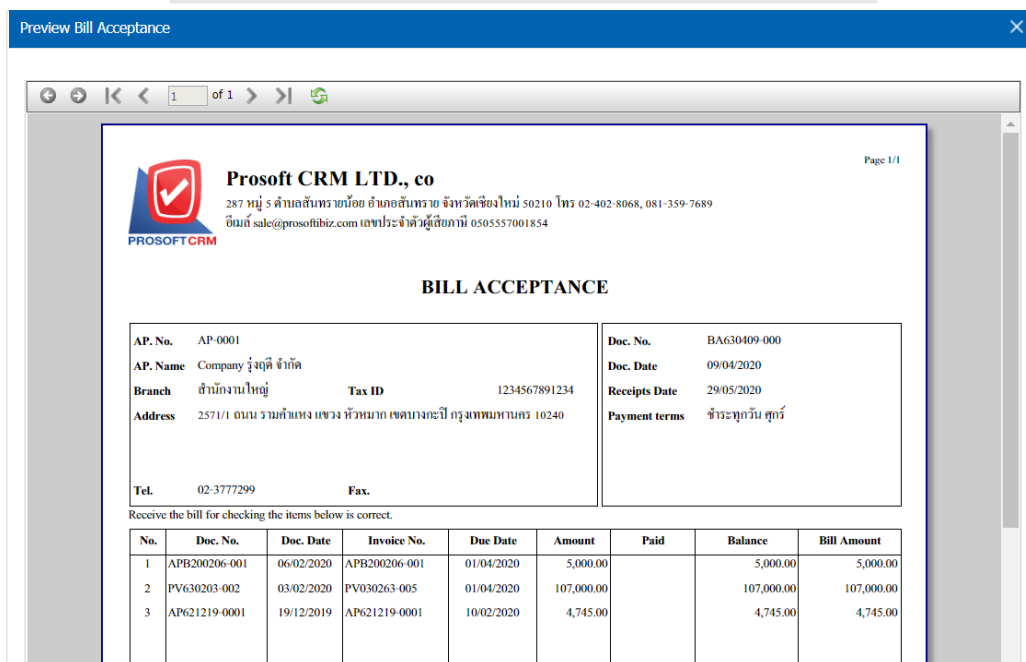 Preview Bill Acceptance
1 of 1
Page 1/1
PROSOFT CRM
Prosoft CRM LTD., co
287 หมู่ 5 ตำบลสันทรายน้อย อำเภอสันทราย จังหวัดเชียงใหม่ 50210 โทร 02-402-8068, 081-359-7689
อีเมล์ sale@prosoftibiz.com เลขประจำตัวผู้เสียภาษี 0505557001854
BILL ACCEPTANCE
AP. No. AP-0001 Doc. No. BA630409-000
AP. Name Company รุ่งฤดี จำกัด Doc. Date 09/04/2020
Branch สำนักงานใหญ่ Tax ID 1234567891234 Receipts Date 29/05/2020
Address 2571/1 ถนน รามคำแหง แขวง หัวหมาก เขตบางกะปิ กรุงเทพมหานคร 10240 Payment terms ชำระทุกวัน ศุกร์
Tel. 02-3777299 Fax.
Receive the bill for checking the items below is correct.
No. Doc. No. Doc. Date Invoice No. Due Date Amount Paid Balance Bill Amount
1 APB200206-001 06/02/2020 APB200206-001 01/04/2020 5,000.00 5,000.00 5,000.00
2 PV630203-002 03/02/2020 PV030263-005 01/04/2020 107,000.00 107,000.00 107,000.00
3 AP621219-0001 19/12/2019 AP621219-0001 10/02/2020 4,745.00 4,745.00 4,745.00